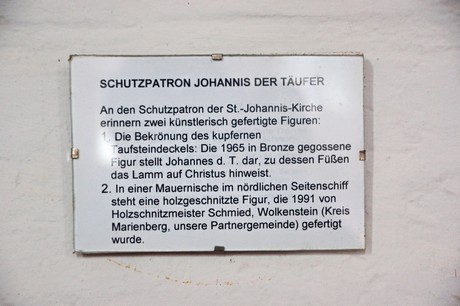 SCHUTZPATRON JOHANNIS DER TÄUFER
An den Schutzpatron der St.-Johannis-Kirche
erinnern zwei künstlerisch gefertigte Figuren:
1. Die Bekrönung des kupfernen
Taufsteindeckels: Die 1965 in Bronze gegossene
Figur stellt Johannes d. T. dar, zu dessen Füßen
das Lamm auf Christus hinweist.
2. In einer Mauernische im nördlichen Seitenschiff
steht eine holzgeschnitzte Figur, die 1991 von
Holzschnitzmeister Schmied, Wolkenstein (Kreis
Marienberg, unsere Partnergemeinde) gefertigt
wurde.